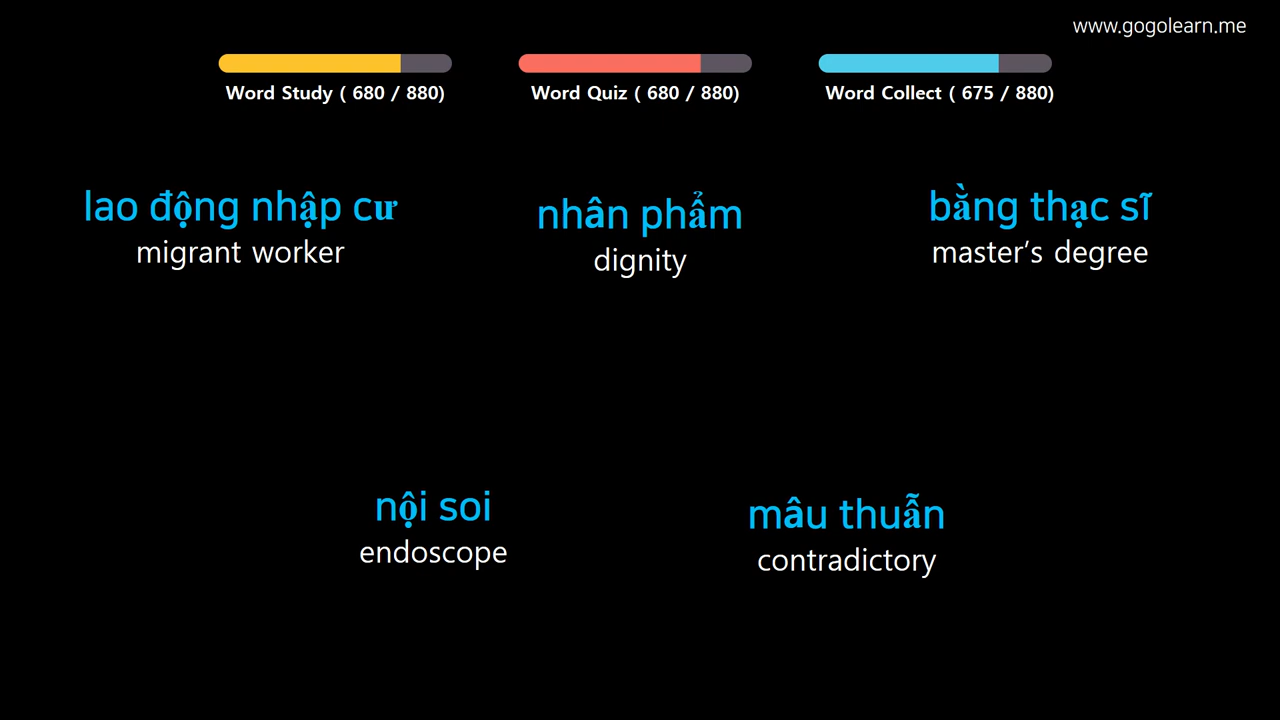 www.gogolearn.me
Word Study ( 680 / 880)
Word Quiz ( 680 / 880)
Word Collect ( 675 / 880)
lao động nhập cư
migrant worker
nhân phẩm
dignity
bằng thạc sĩ
master’s degree
nội soi
endoscope
mâu thuẫn
contradictory